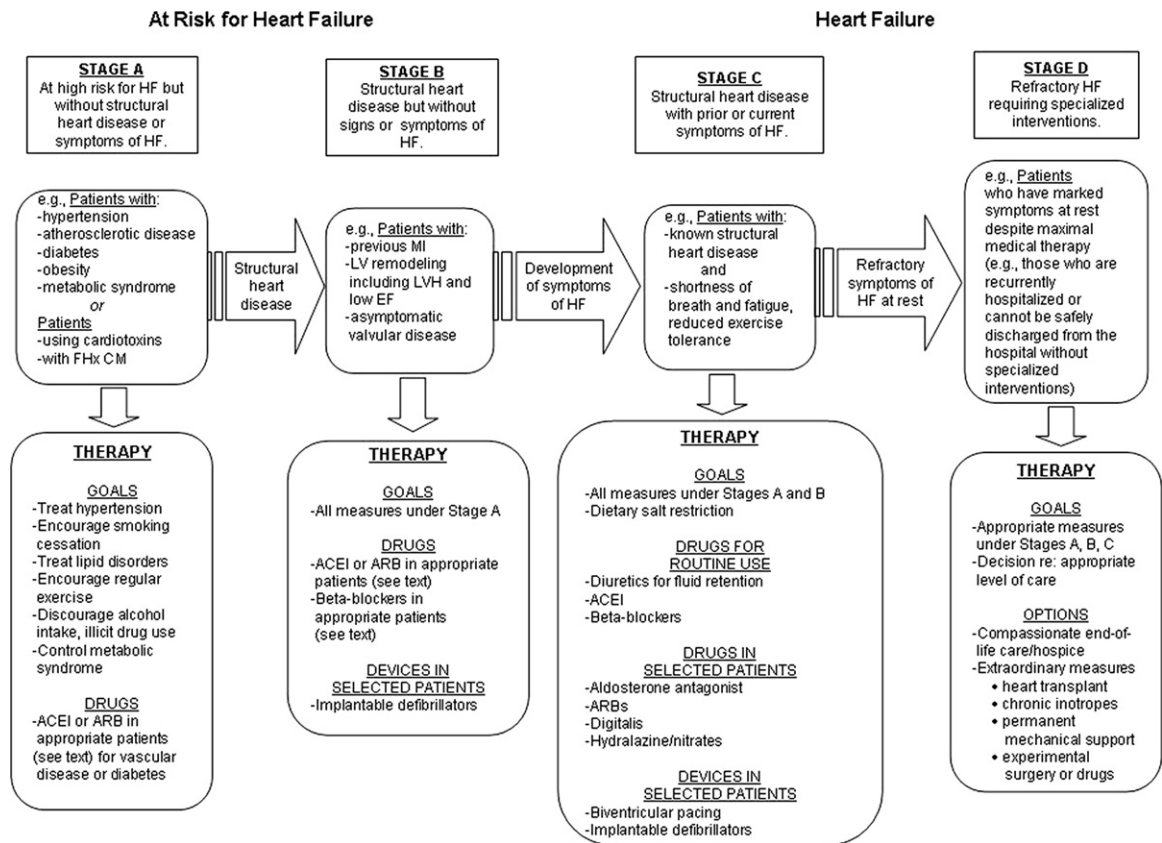 At Risk for Heart Failure
Heart Failure
STAGE A
At high risk for HF but
without structural
heart disease or
symptoms of HF.
STAGE B
Structural heart
disease but without
signs or symptoms of
HF.
STAGE C
Structural heart disease
with prior or current
symptoms of HF.
STAGE D
Refractory HF
requiring specialized
interventions.
e.g., Patients with:
-hypertension
-atherosclerotic disease
-diabetes
-obesity
-metabolic syndrome
or
Patients
-using cardiotoxins
-with FHx CM
Structural
heart
disease
e.g., Patients with:
-previous MI
-LV remodeling
including LVH and
low EF
-asymptomatic
valvular disease
Development
of symptoms
of HF
e.g., Patients with:
-known structural
heart disease
and
-shortness of
breath and fatigue,
reduced exercise
tolerance
Refractory
symptoms of
HF at rest
e.g., Patients
who have marked
symptoms at rest
despite maximal
medical therapy
(e.g., those who are
recurrently
hospitalized or
cannot be safely
discharged from the
hospital without
specialized
interventions)
THERAPY
GOALS
-Treat hypertension
-Encourage smoking
cessation
-Treat lipid disorders
-Encourage regular
exercise
-Discourage alcohol
intake, illicit drug use
-Control metabolic
syndrome
DRUGS
-ACEI or ARB in
appropriate patients
(see text) for vascular
disease or diabetes
THERAPY
GOALS
-All measures under Stage A
DRUGS
-ACEI or ARB in appropriate
patients (see text)
-Beta-blockers in
appropriate patients
(see text)
DEVICES IN
SELECTED PATIENTS
-Implantable defibrillators
THERAPY
GOALS
-All measures under Stages A and B
-Dietary salt restriction
DRUGS FOR
ROUTINE USE
-Diuretics for fluid retention
-ACEI
-Beta-blockers
DRUGS IN
SELECTED PATIENTS
-Aldosterone antagonist
-ARBs
-Digitalis
-Hydralazine/nitrates
DEVICES IN
SELECTED PATIENTS
-Biventricular pacing
-Implantable defibrillators
THERAPY
GOALS
-Appropriate measures
under Stages A, B, C
-Decision re: appropriate
level of care
OPTIONS
-Compassionate end-of-
life care/hospice
-Extraordinary measures
• heart transplant
• chronic inotropes
• permanent
mechanical support
• experimental
surgery or drugs